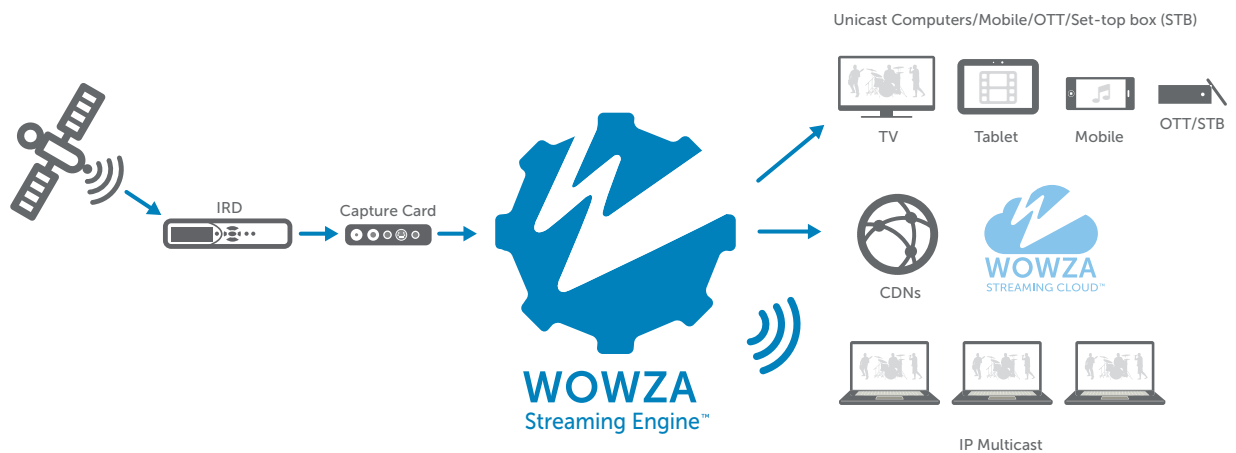 Unicast Computers/Mobile/OTT/Set-top box (STB)
TV
Tablet
Mobile
OTT/STB
IRD
Capture Card
CDNs
WOWZA
STREAMING CLOUD™
WOWZA
Streaming Engine™
IP Multicast